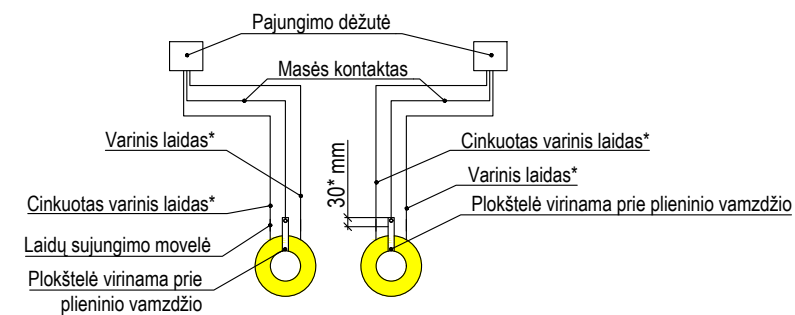 Pajungimo dėžutė
Masės kontaktas
Varinis laidas*
Cinkuotas varinis laidas*
30* mm
Varinis laidas*
Cinkuotas varinis laidas*
Plokštelė virinama prie plieninio vamzdžio
Laidų sujungimo movelė
Plokštelė virinama prie
plieninio vamzdžio